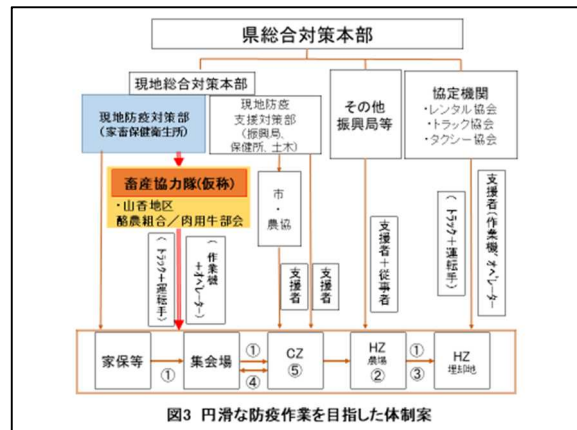 県総合対策本部
現地総合対策本部
現地防疫対策部
(家畜保健衛生所)
現地防疫
支援対策部
(振興局、
保健所、土木)
その他
振興局等
協定機関
・レンタル協会
・トラック協会
・タクシー協会
畜産協力隊(仮称)
・山香地区
酪農組合/肉用牛部会
市
・
農協
(トラック+運転手)
(作業機+オペレーター)
支援者
支援者
支援者+従事者
(トラック+運転手)
支援者(作業機、オペレーター
家保等
①
集会場
①
④
CZ
⑤
HZ
農場
②
①
③
HZ
埋却地
図3 円滑な防疫作業を目指した体制案